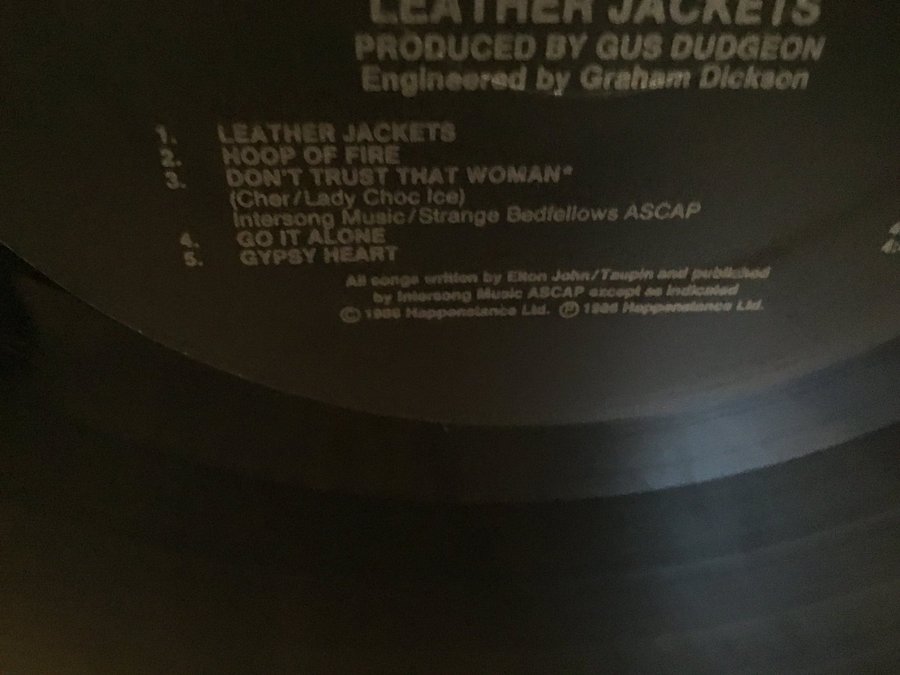 LEATHER JACKETS
PRODUCED BY GUS DUDGEON
Engineered by Graham Dickson
1. LEATHER JACKETS
2. HOOP OF FIRE
3. DON'T TRUST THAT WOMAN*
(Cher/Lady Choc Ice)
Intersong Music/Strange Bedfellows ASCAP
4. GO IT ALONE
5. GYPSY HEART
All songs written by Elton John/Taupin and published
by Intersong Music ASCAP except as indicated
© 1986 Happenstance Ltd. ℗ 1986 Happenstance Ltd.